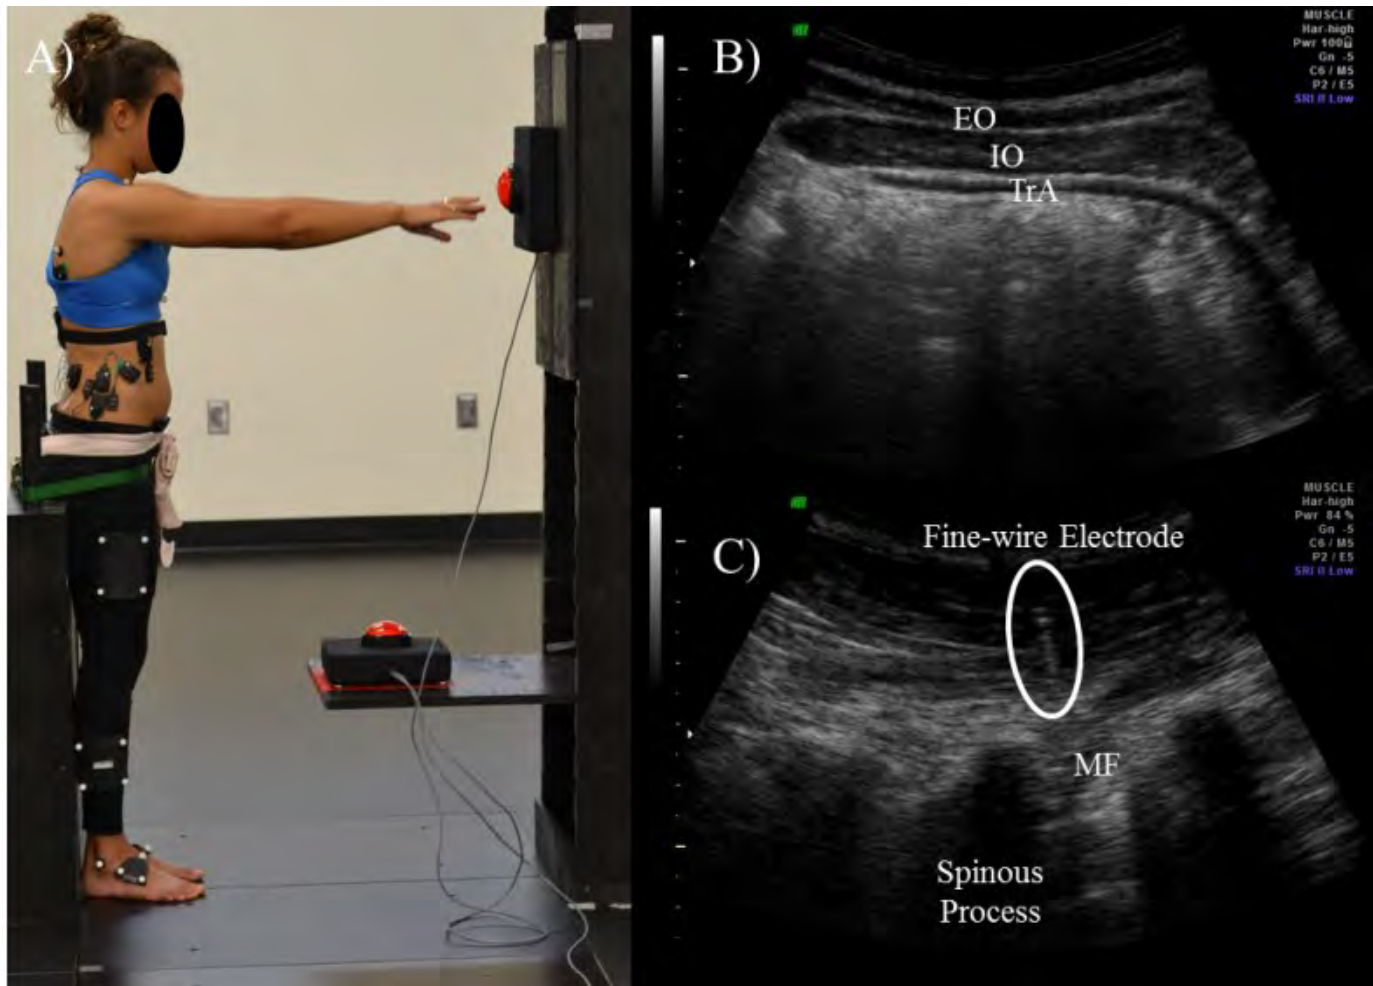 A)
B)
EO
IO
TrA
MUSCLE
Har-high
Pwr 100
Gn -5
C6 / M5
P2 / E5
SRI II Low
C)
Fine-wire Electrode
MF
Spinous
Process
MUSCLE
Har-high
Pwr 84 %
Gn -5
C6 / M5
P2 / E5
SRI II Low